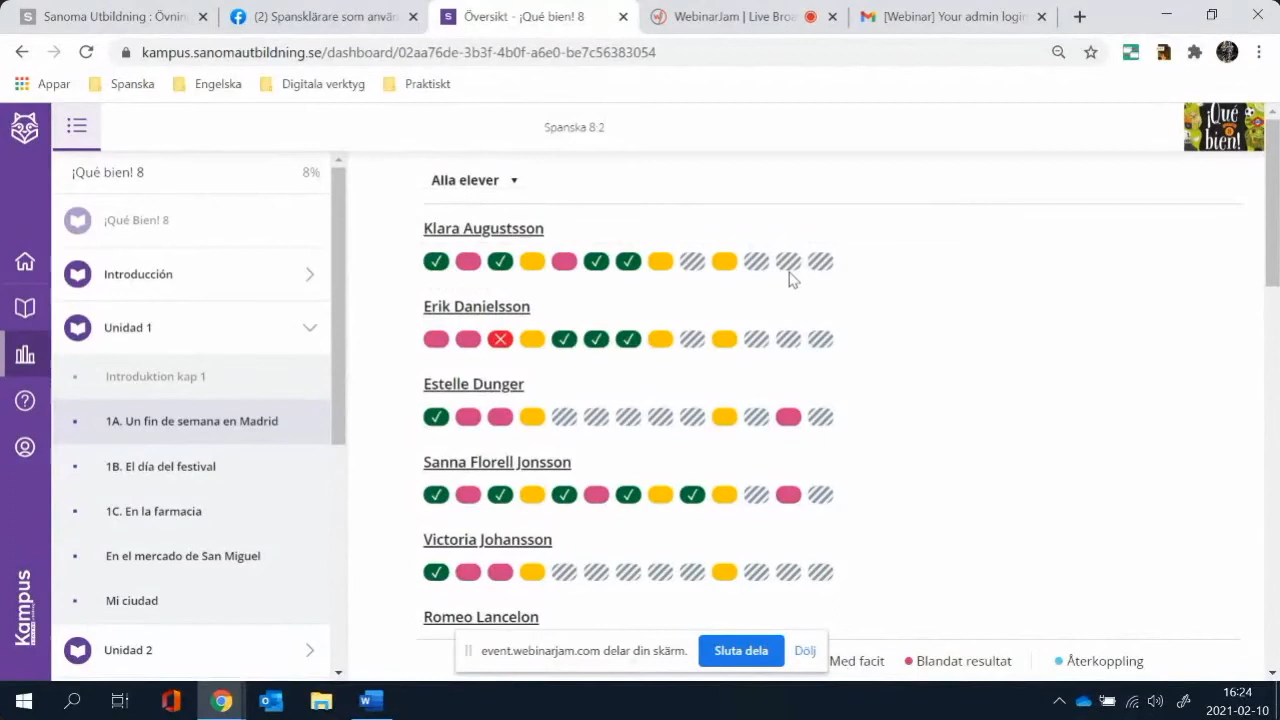 Sanoma Utbildning: Övnin
(2) Spansklärare som använ
Översikt - ¡Qué bien! 8
WebinarJam | Live Broa
[Webinar] Your admin login
kampus.sanomautbildning.se/dashboard/02aa76de-3b3f-4b0f-a6e0-be7c56383054
Appar
Spanska
Engelska
Digitala verktyg
Praktiskt
Spanska 8:2
¡Qué bien!
¡Qué bien! 8
8%
¡Qué Bien! 8
Introducción
Unidad 1
Introduktion kap 1
1A. Un fin de semana en Madrid
1B. El día del festival
1C. En la farmacia
En el mercado de San Miguel
Mi ciudad
Unidad 2
Kampus
Alla elever
Klara Augustsson
Erik Danielsson
Estelle Dunger
Sanna Florell Jonsson
Victoria Johansson
Romeo Lancelon
event.webinarjam.com delar din skärm.
Sluta dela
Dölj
Med facit
Blandat resultat
Återkoppling
16:24
2021-02-10